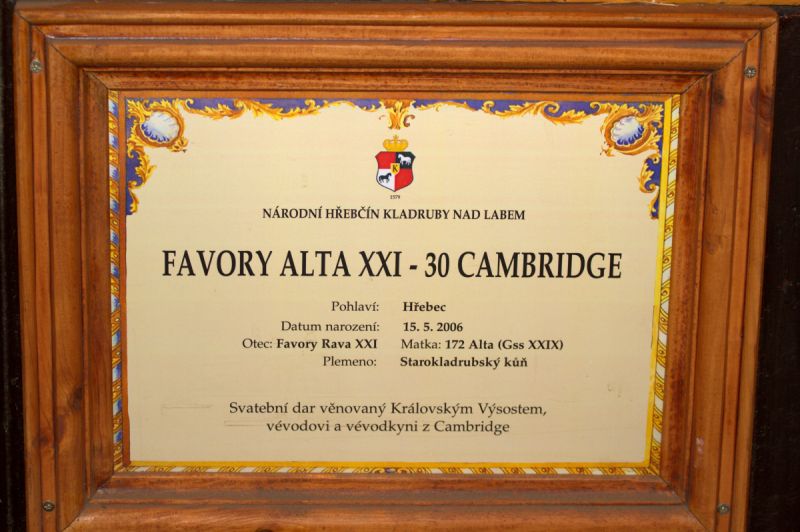 K
1579
NÁRODNÍ HŘEBČÍN KLADRUBY NAD LABEM
FAVORY ALTA XXI - 30 CAMBRIDGE
Pohlaví: Hřebec
Datum narození: 15. 5. 2006
Otec: Favory Rava XXI Matka: 172 Alta (Gss XXIX)
Plemeno: Starokladrubský kůň
Svatební dar věnovaný Královským Výsostem,
vévodovi a vévodkyni z Cambridge